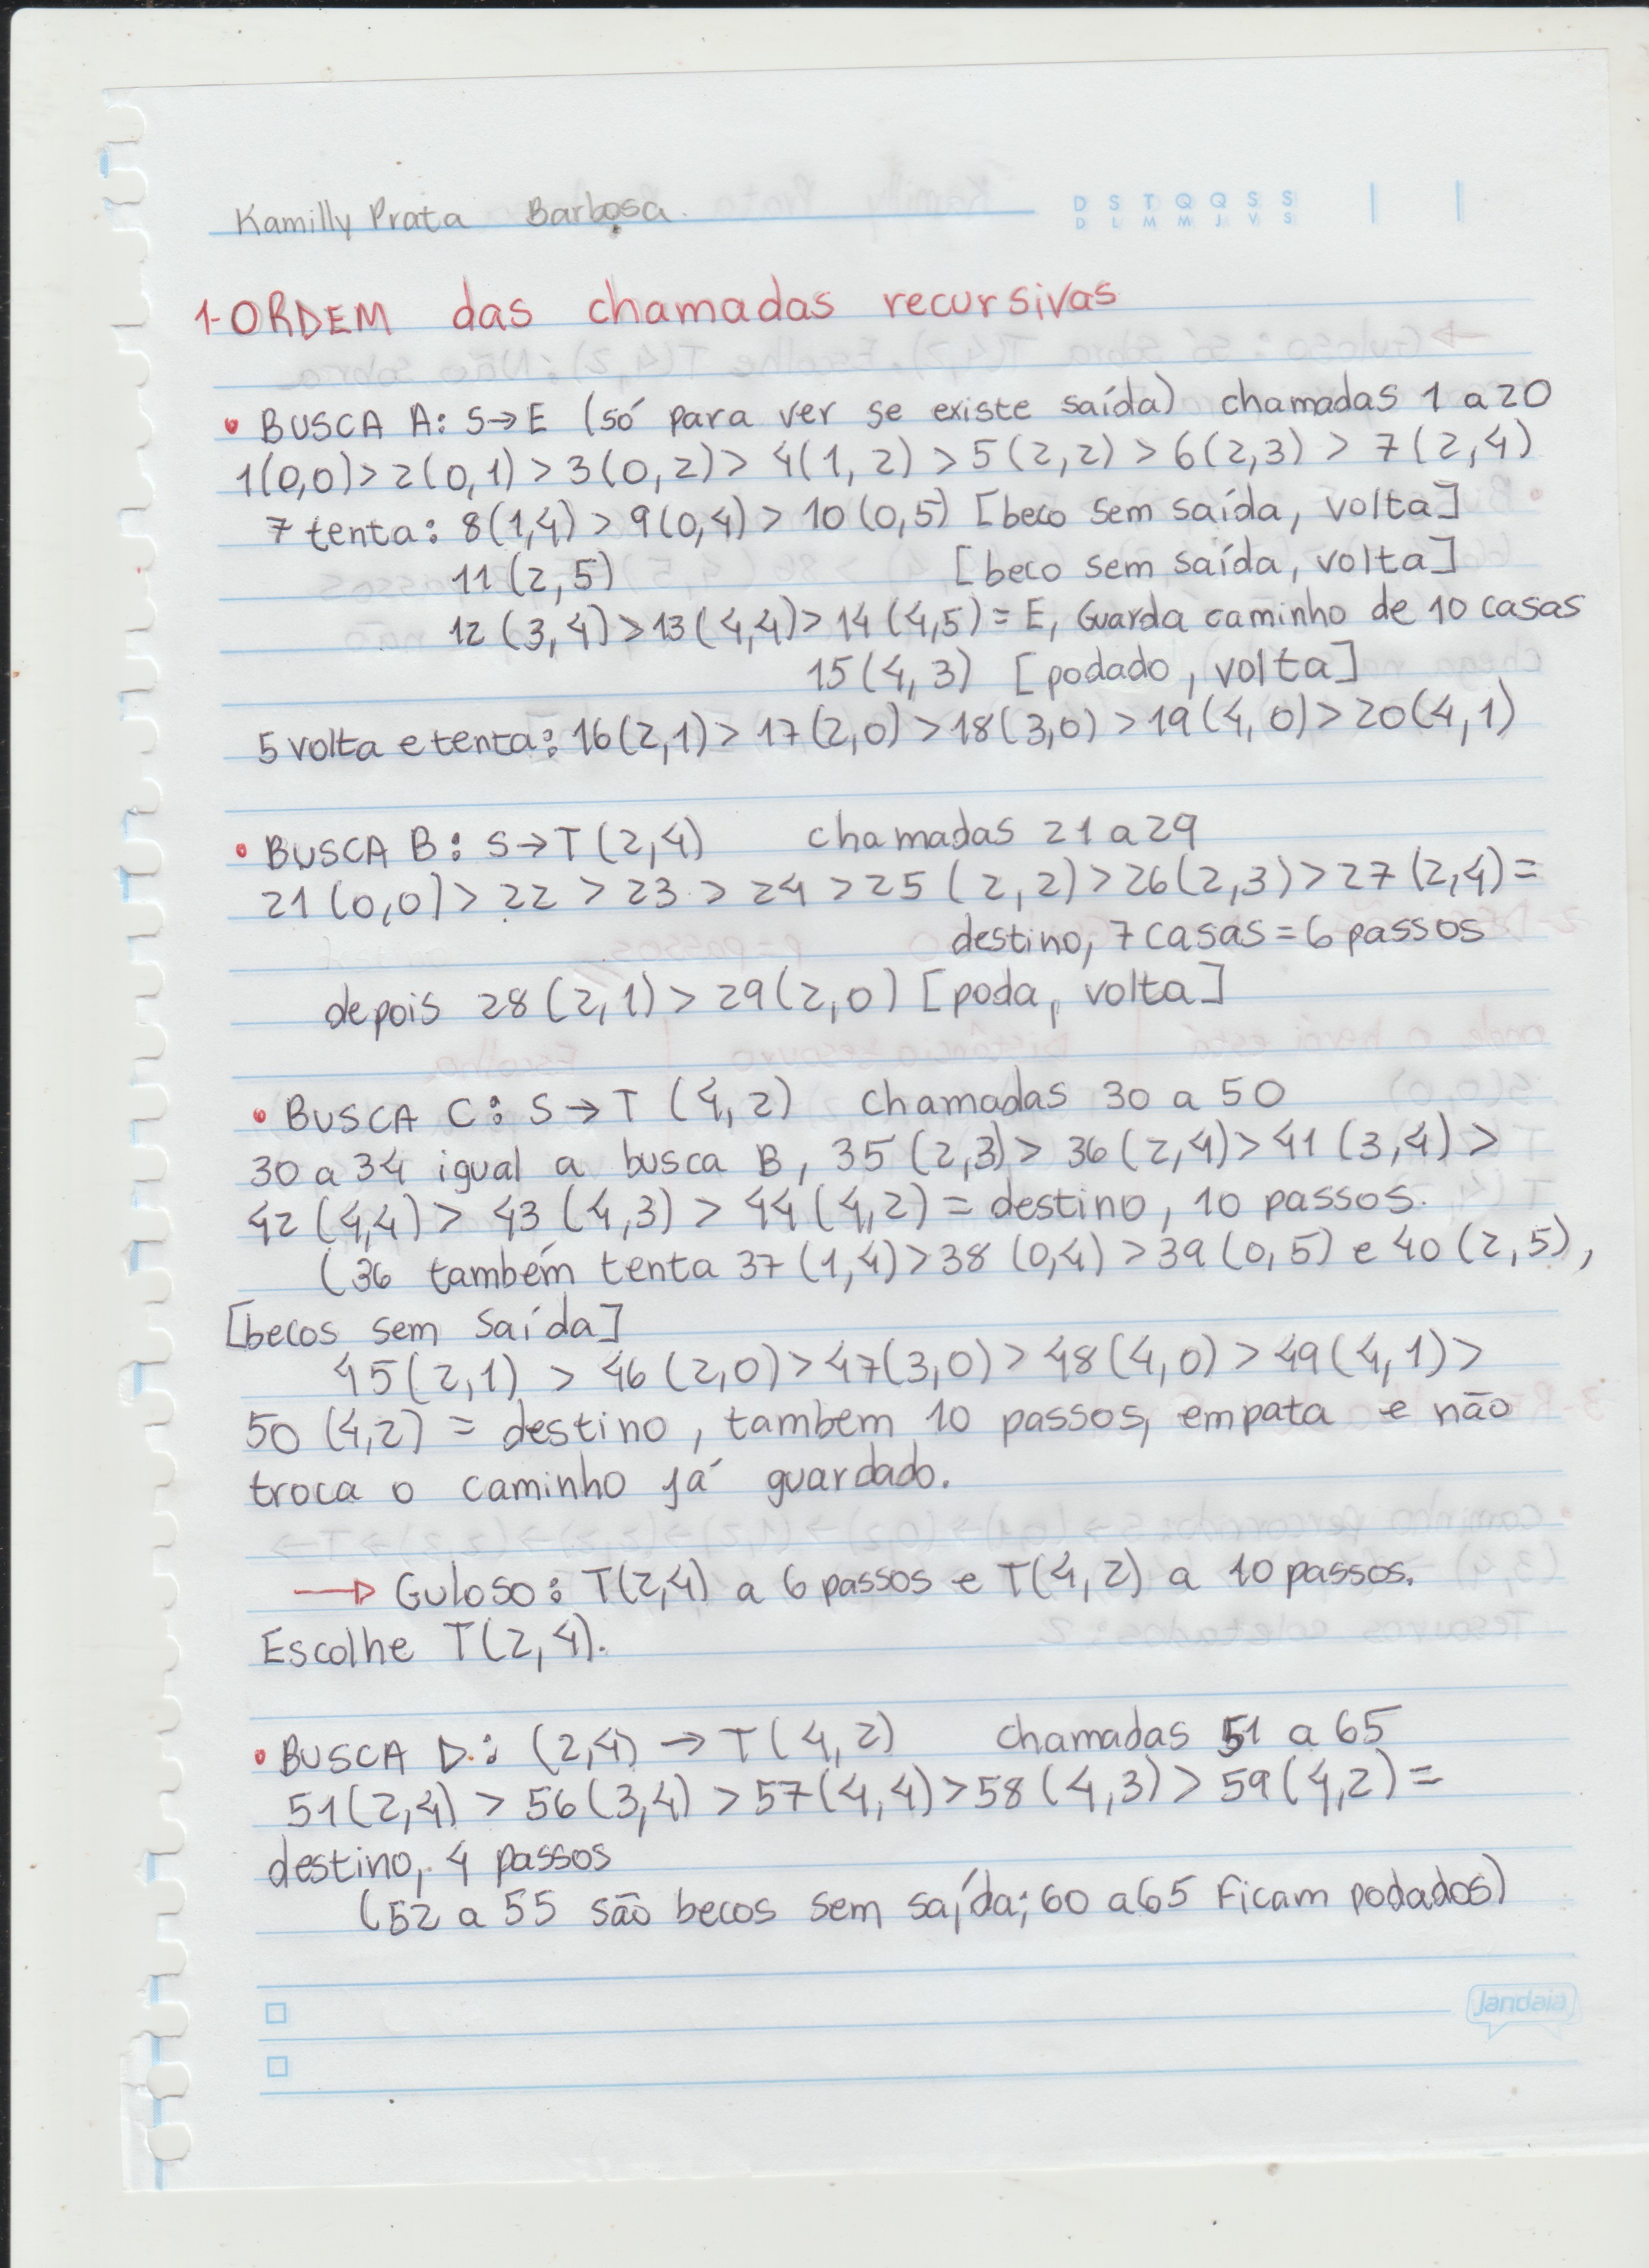 Kamilly Prata Barbosa.
D S T Q Q S S
D L M M J V S
1-ORDEM das chamadas recursivas
• BUSCA A: S→E (só para ver se existe saída) chamadas 1 a 20
1(0,0)>2(0,1)>3(0,2)>4(1,2)>5(2,2)>6(2,3)>7(2,4)
7 tenta: 8(1,4)>9(0,4)>10(0,5) [beco sem saída, volta]
11(2,5) [beco sem saída, volta]
12(3,4)>13(4,4)>14(4,5)=E, Guarda caminho de 10 casas
15(4,3) [podado, volta]
5 volta e tenta: 16(2,1)>17(2,0)>18(3,0)>19(4,0)>20(4,1)
• BUSCA B: S→T(2,4) chamadas 21 a 29
21(0,0)>22>23>24>25(2,2)>26(2,3)>27(2,4)=
destino, 7 casas=6 passos
depois 28(2,1)>29(2,0) [poda, volta]
• BUSCA C: S→T(4,2) chamadas 30 a 50
30 a 34 igual a busca B, 35(2,3)>36(2,4)>41(3,4)>
42(4,4)>43(4,3)>44(4,2)=destino, 10 passos.
(36 também tenta 37(1,4)>38(0,4)>39(0,5) e 40(2,5),
[becos sem saída]
45(2,1)>46(2,0)>47(3,0)>48(4,0)>49(4,1)>
50(4,2)=destino, tambem 10 passos, empata e não
troca o caminho já guardado.
→ Guloso: T(2,4) a 6 passos e T(4,2) a 10 passos.
Escolhe T(2,4).
• BUSCA D.: (2,4)→T(4,2) chamadas 51 a 65
51(2,4)>56(3,4)>57(4,4)>58(4,3)>59(4,2)=
destino, 4 passos
(52 a 55 são becos sem saída; 60 a 65 Ficam podados)
Jandaia